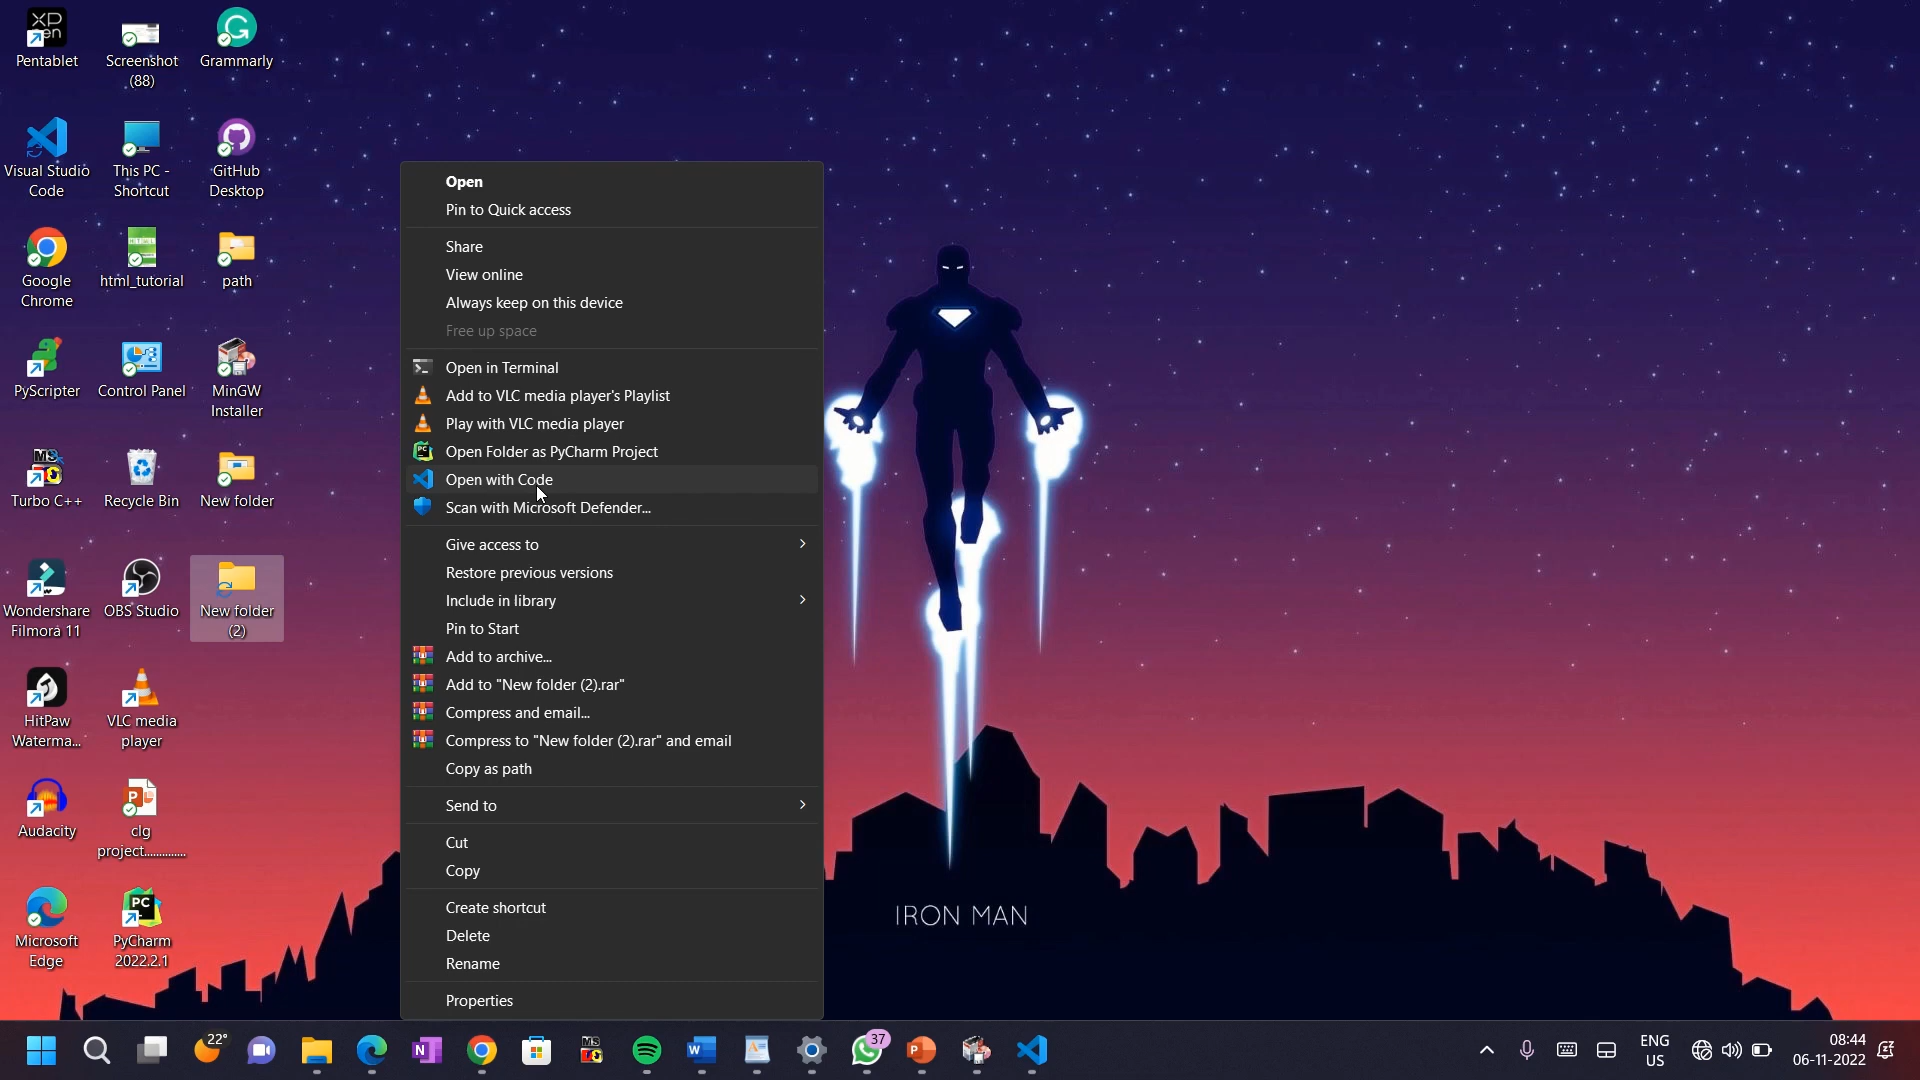 Pentablet
Screenshot
(88)
Grammarly
Visual Studio
Code
This PC -
Shortcut
GitHub
Desktop
Google
Chrome
html_tutorial
path
PyScripter
Control Panel
MinGW
Installer
Turbo C++
Recycle Bin
New folder
Wondershare
Filmora 11
OBS Studio
New folder
(2)
HitPaw
Waterma...
VLC media
player
Audacity
clg
project..............
Microsoft
Edge
PyCharm
2022.2.1
Open
Pin to Quick access
Share
View online
Always keep on this device
Free up space
Open in Terminal
Add to VLC media player's Playlist
Play with VLC media player
Open Folder as PyCharm Project
Open with Code
Scan with Microsoft Defender...
Give access to
Restore previous versions
Include in library
Pin to Start
Add to archive...
Add to "New folder (2).rar"
Compress and email...
Compress to "New folder (2).rar" and email
Copy as path
Send to
Cut
Copy
Create shortcut
Delete
Rename
Properties
IRON MAN
22°
37
ENG
US
08:44
06-11-2022